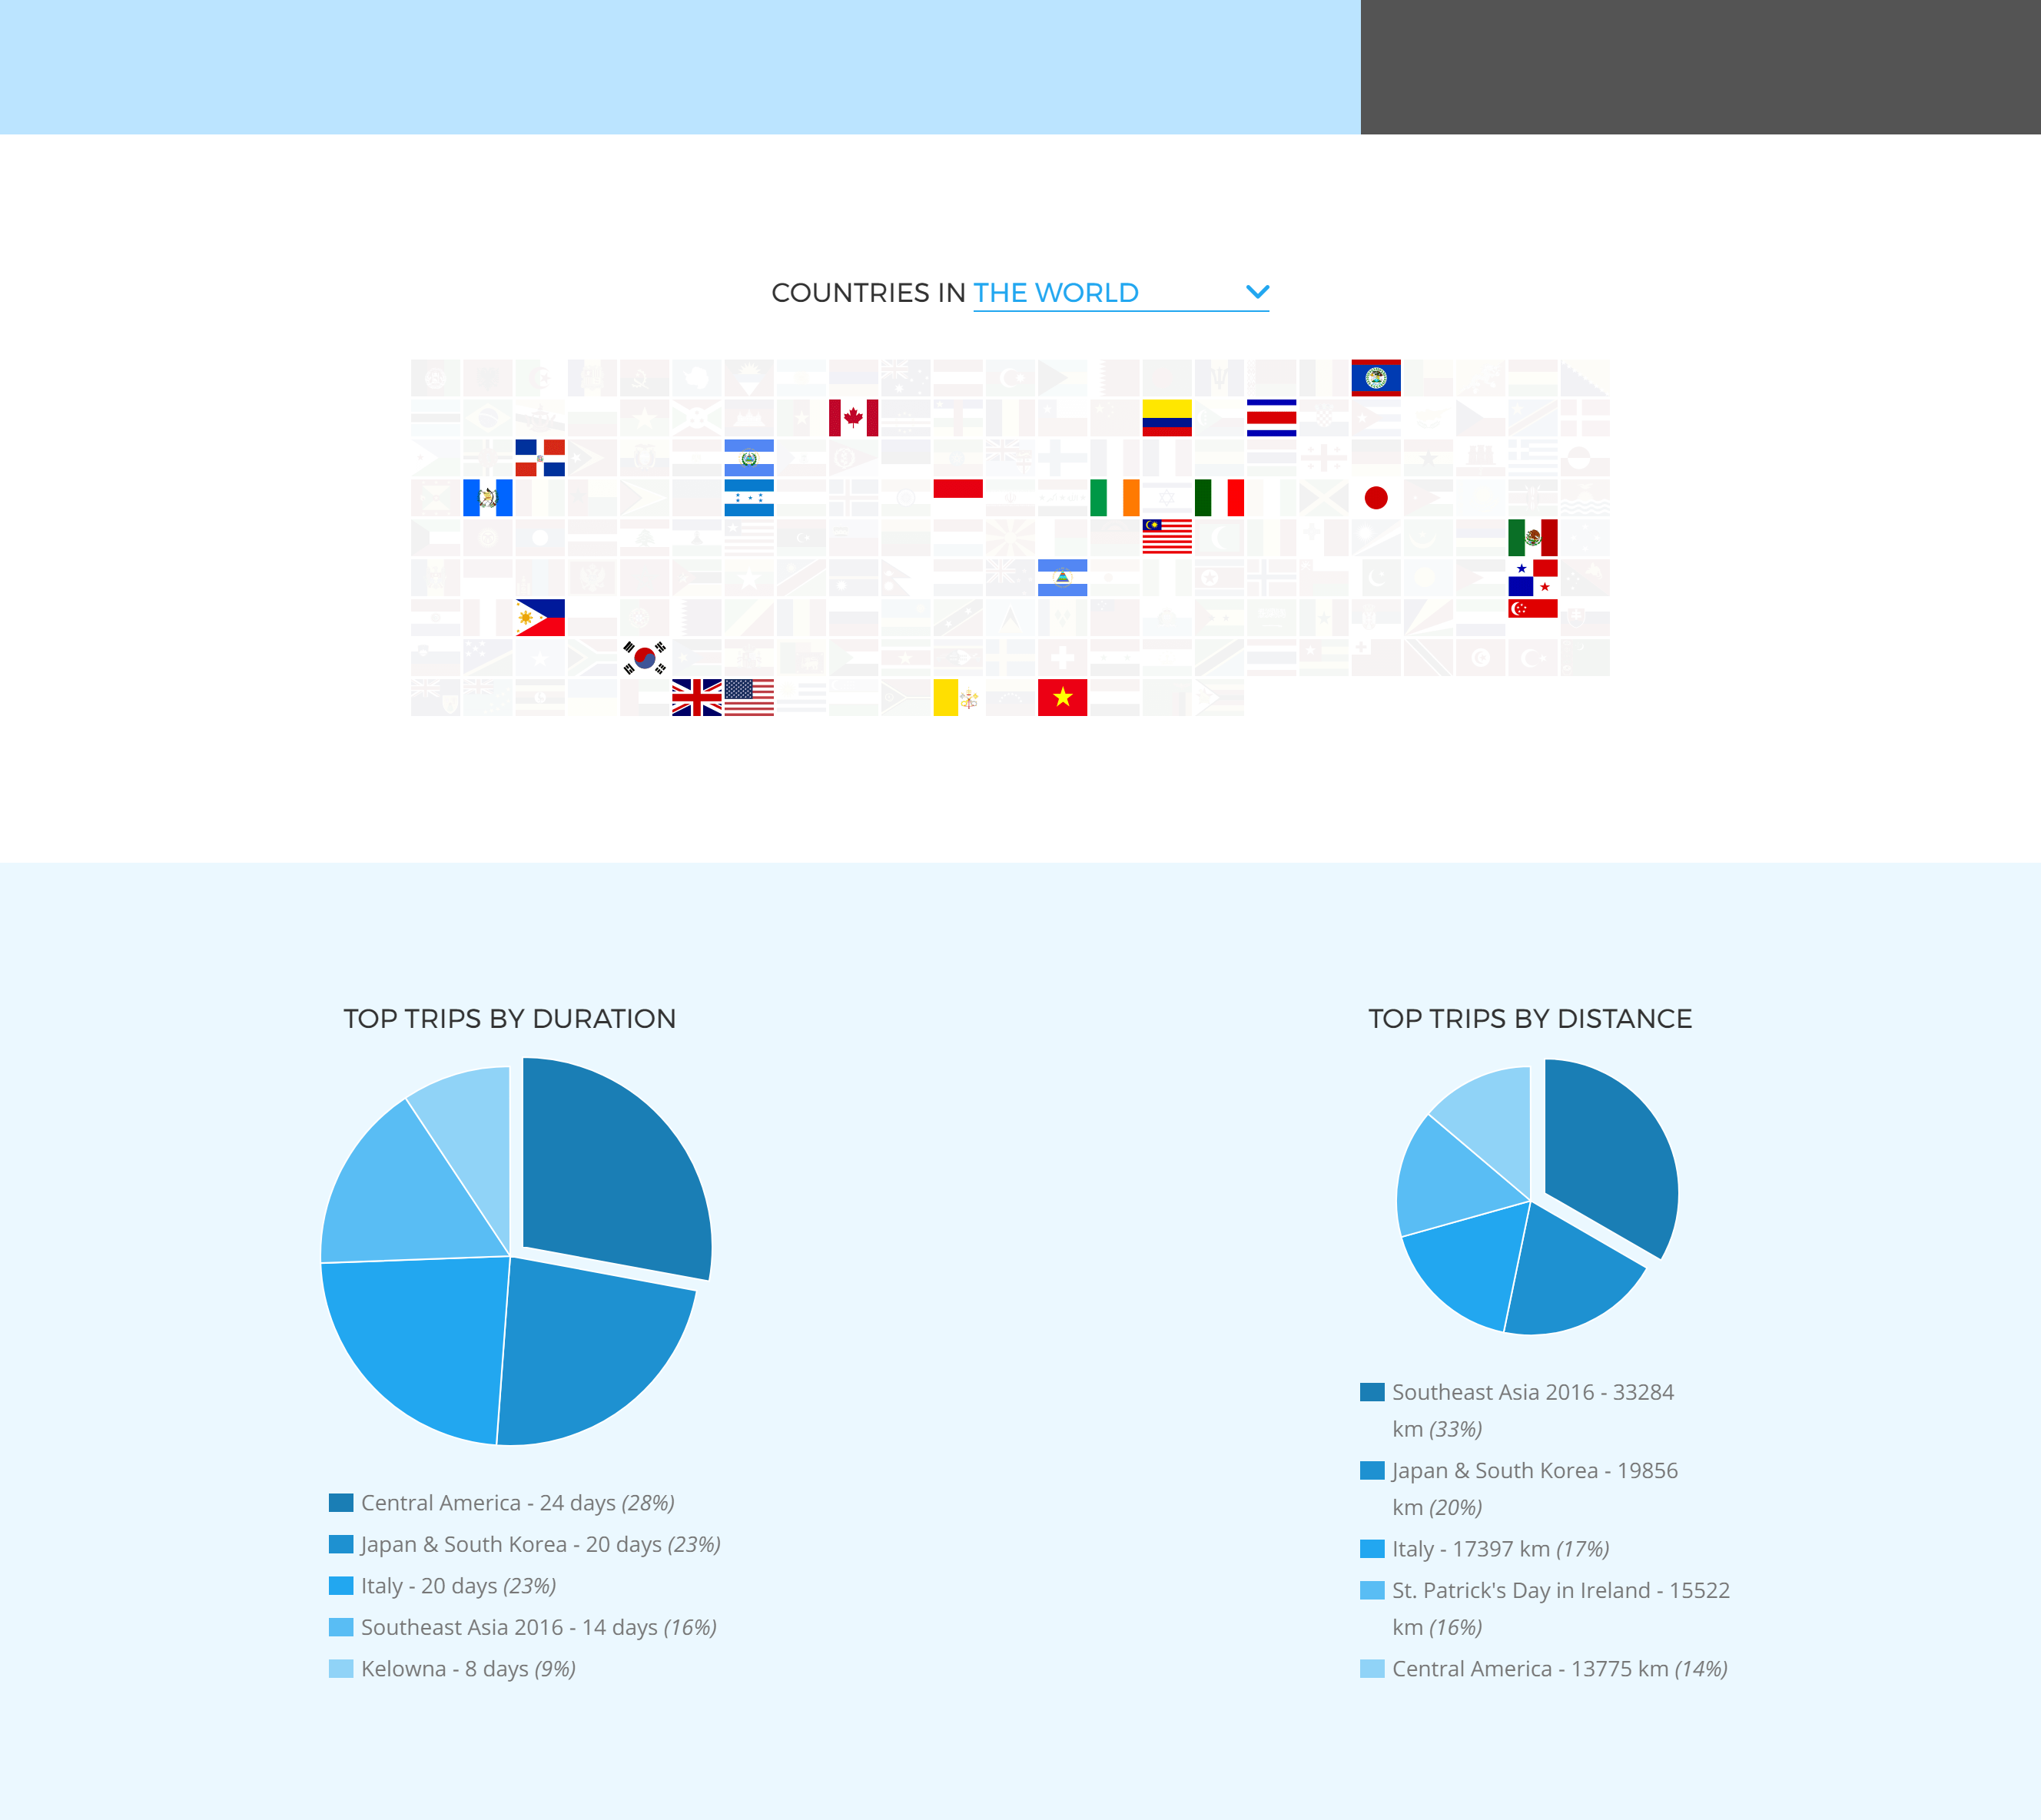 COUNTRIES IN THE WORLD
TOP TRIPS BY DURATION
Central America - 24 days (28%)
Japan & South Korea - 20 days (23%)
Italy - 20 days (23%)
Southeast Asia 2016 - 14 days (16%)
Kelowna - 8 days (9%)
TOP TRIPS BY DISTANCE
Southeast Asia 2016 - 33284
km (33%)
Japan & South Korea - 19856
km (20%)
Italy - 17397 km (17%)
St. Patrick's Day in Ireland - 15522
km (16%)
Central America - 13775 km (14%)